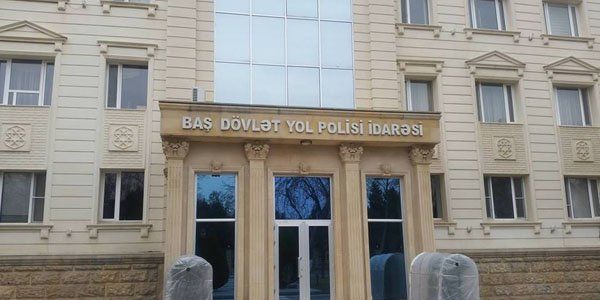 BAŞ DÖVLƏT YOL POLİSİ İDARƏSİ